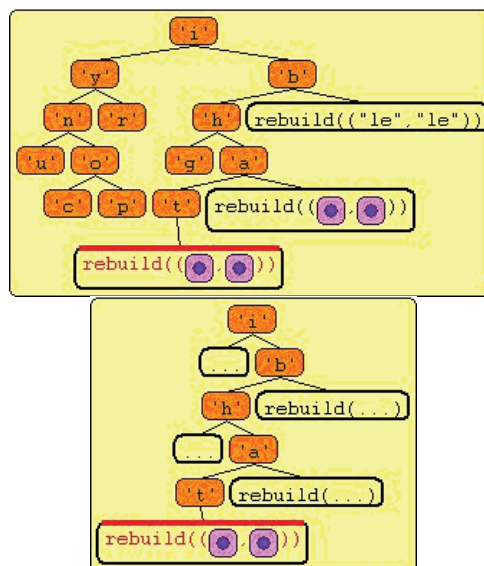 'i'
'y' 'b'
'n' 'r' 'h' rebuild(("le","le"))
'u' 'o' 'g' 'a'
'c' 'p' 't' rebuild(( , ))
rebuild(( , ))
'i'
... 'b'
'h' rebuild(...)
... 'a'
't' rebuild(...)
rebuild(( , ))